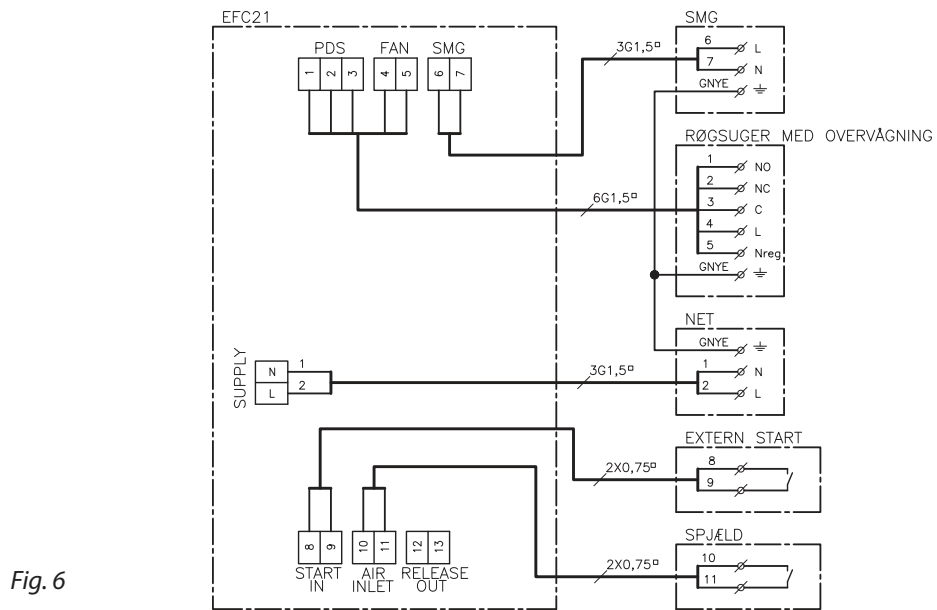 EFC21
PDS FAN SMG
1 2 3 4 5 6 7
3G1,5¤
SMG
6 L
7 N
GNYE
RØGSUGER MED OVERVÅGNING
6G1,5¤
1 NO
2 NC
3 C
4 L
5 Nreg
GNYE
NET
GNYE
SUPPLY
N 1
L 2
3G1,5¤
1 N
2 L
EXTERN START
2X0,75¤
8
9
SPJÆLD
2X0,75¤
10
11
8 9 10 11 12 13
START IN
AIR INLET
RELEASE OUT
Fig. 6